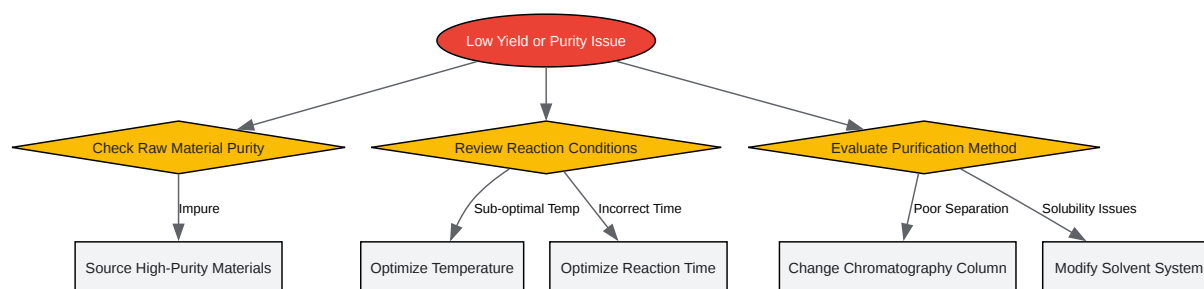 Low Yield or Purity Issue
Check Raw Material Purity
Review Reaction Conditions
Evaluate Purification Method
Impure
Sub-optimal Temp
Incorrect Time
Poor Separation
Solubility Issues
Source High-Purity Materials
Optimize Temperature
Optimize Reaction Time
Change Chromatography Column
Modify Solvent System